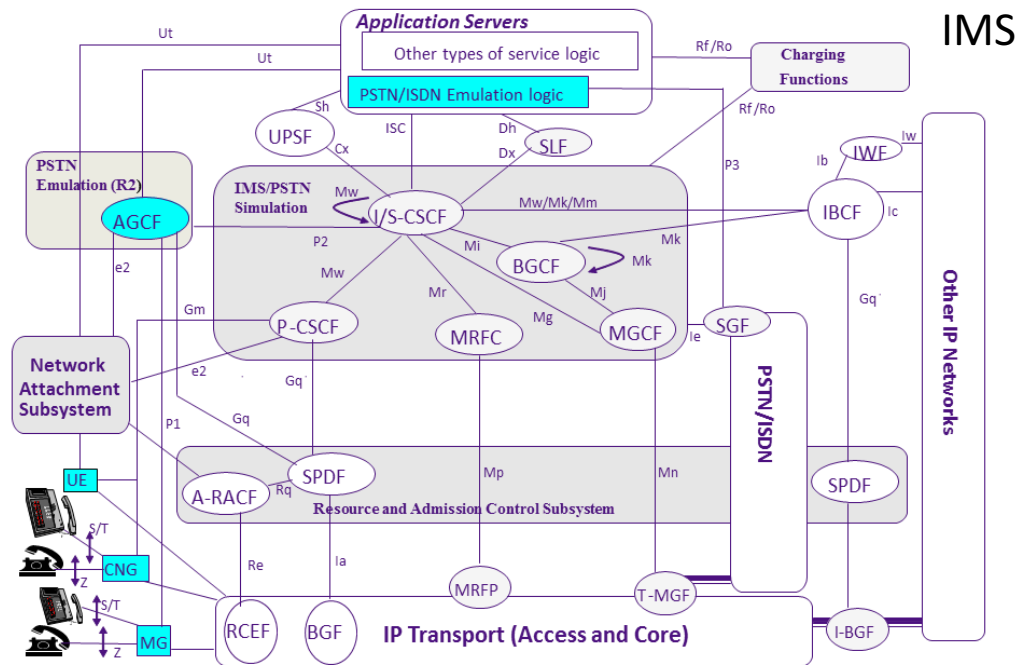 IMS
Application Servers
Other types of service logic
PSTN/ISDN Emulation logic
Ut
Ut
Rf/Ro
Charging
Functions
Rf/Ro
Sh
ISC
Dh
UPSF
Cx
SLF
Dx
P3
Iw
IWF
Ib
PSTN
Emulation (R2)
AGCF
IMS/PSTN
Simulation
Mw
I/S-CSCF
Mw/Mk/Mm
IBCF
Ic
P2
Mi
BGCF
Mk
Mk
e2
Mw
Mr
Mj
Gq`
Gm
P-CSCF
MRFC
Mg
MGCF
Ie
SGF
Other IP Networks
Network
Attachment
Subsystem
e2
Gq`
PSTN/ISDN
P1
Gq
UE
A-RACF
Rq
SPDF
Mp
Mn
SPDF
Resource and Admission Control Subsystem
S/T
Z
CNG
Re
Ia
MRFP
T-MGF
S/T
Z
MG
RCEF
BGF
IP Transport (Access and Core)
I-BGF